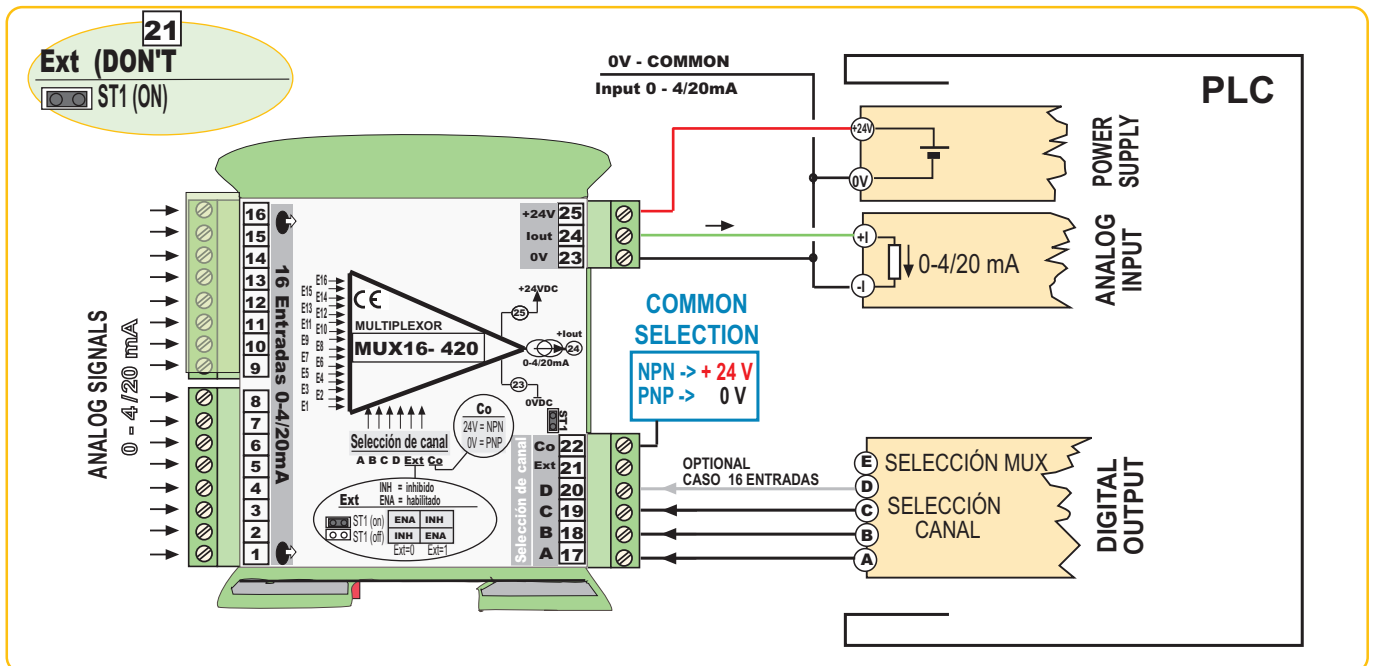 21
Ext (DON'T
ST1 (ON)
0V - COMMON
Input 0 - 4/20mA
PLC
+24V
0V
POWER
SUPPLY
+I
-I
0-4/20 mA
ANALOG
INPUT
ANALOG SIGNALS
0 - 4/20 mA
16
15
14
13
12
11
10
9
8
7
6
5
4
3
2
1
16 Entradas 0-4/20mA
E16
E15
E14
E13
E12
E11
E10
E9
E8
E7
E6
E5
E4
E3
E2
E1
CE
MULTIPLEXOR
MUX16- 420
+24VDC
25
+Iout
24
0-4/20mA
23
0VDC
+24V 25
Iout 24
0V 23
ST1
Co
24V = NPN
0V = PNP
Selección de canal
A B C D Ext Co
INH = inhibido
ENA = habilitado
Ext
ST1 (on) ENA INH
ST1 (off) INH ENA
Ext=0 Ext=1
Selección de canal
Co 22
Ext 21
D 20
C 19
B 18
A 17
COMMON
SELECTION
NPN -> + 24 V
PNP -> 0 V
OPTIONAL
CASO 16 ENTRADAS
E SELECCIÓN MUX
D
C SELECCIÓN
CANAL
B
A
DIGITAL
OUTPUT